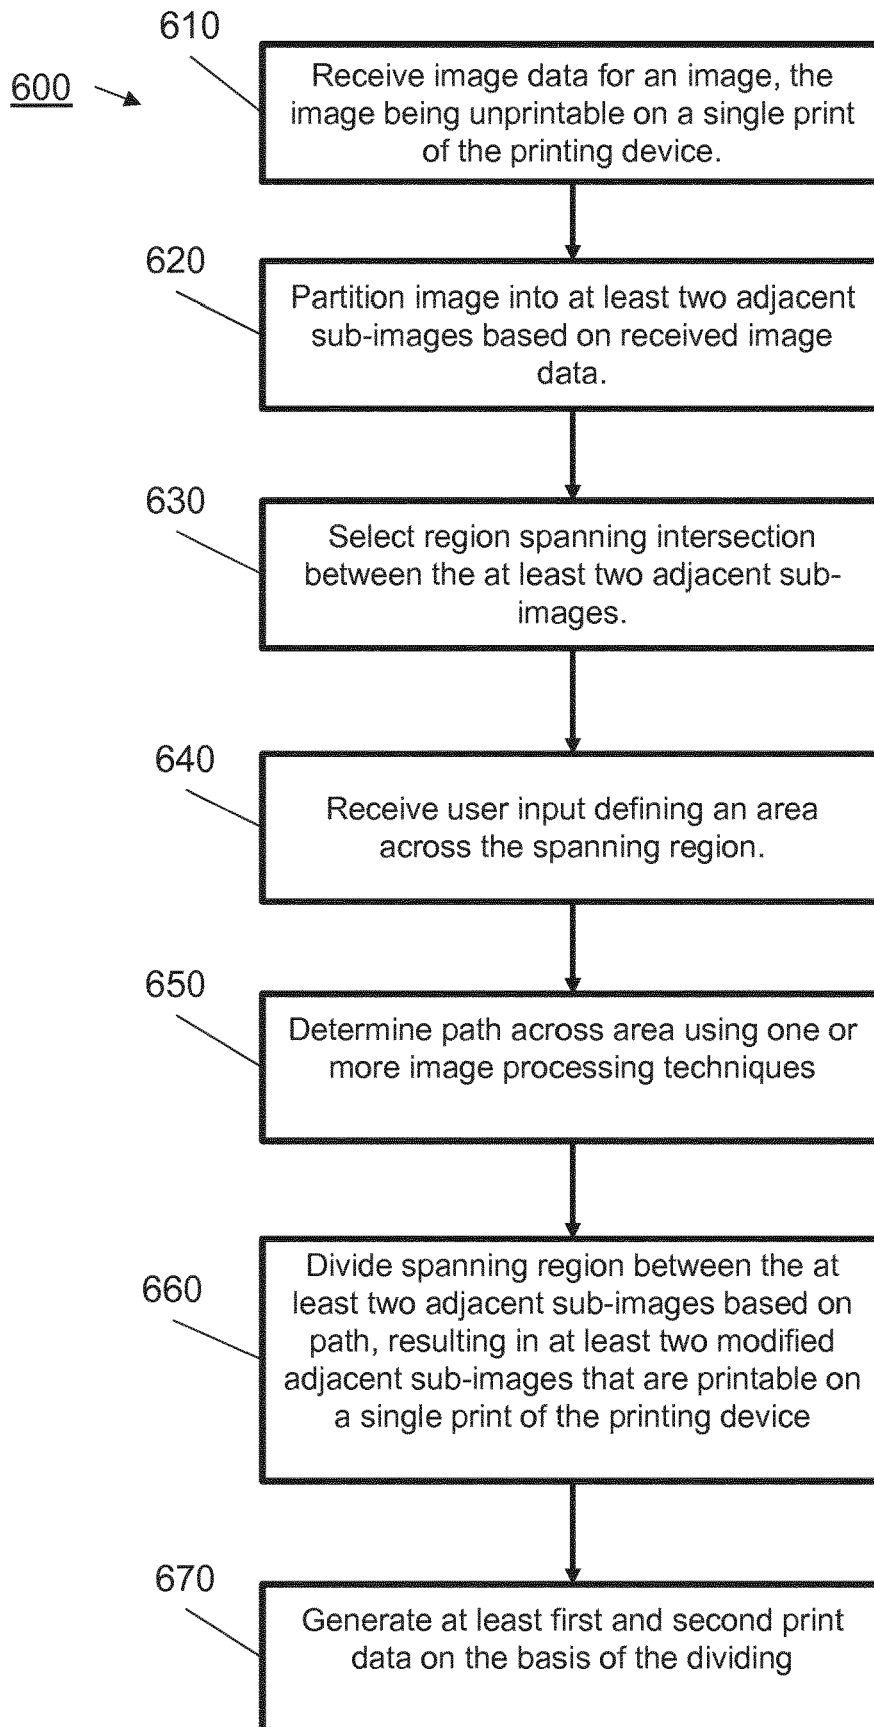 610
600
Receive image data for an image, the
image being unprintable on a single print
of the printing device.
620
Partition image into at least two adjacent
sub-images based on received image
data.
630
Select region spanning intersection
between the at least two adjacent sub-
images.
640
Receive user input defining an area
across the spanning region.
650
Determine path across area using one or
more image processing techniques
660
Divide spanning region between the at
least two adjacent sub-images based on
path, resulting in at least two modified
adjacent sub-images that are printable on
a single print of the printing device
670
Generate at least first and second print
data on the basis of the dividing